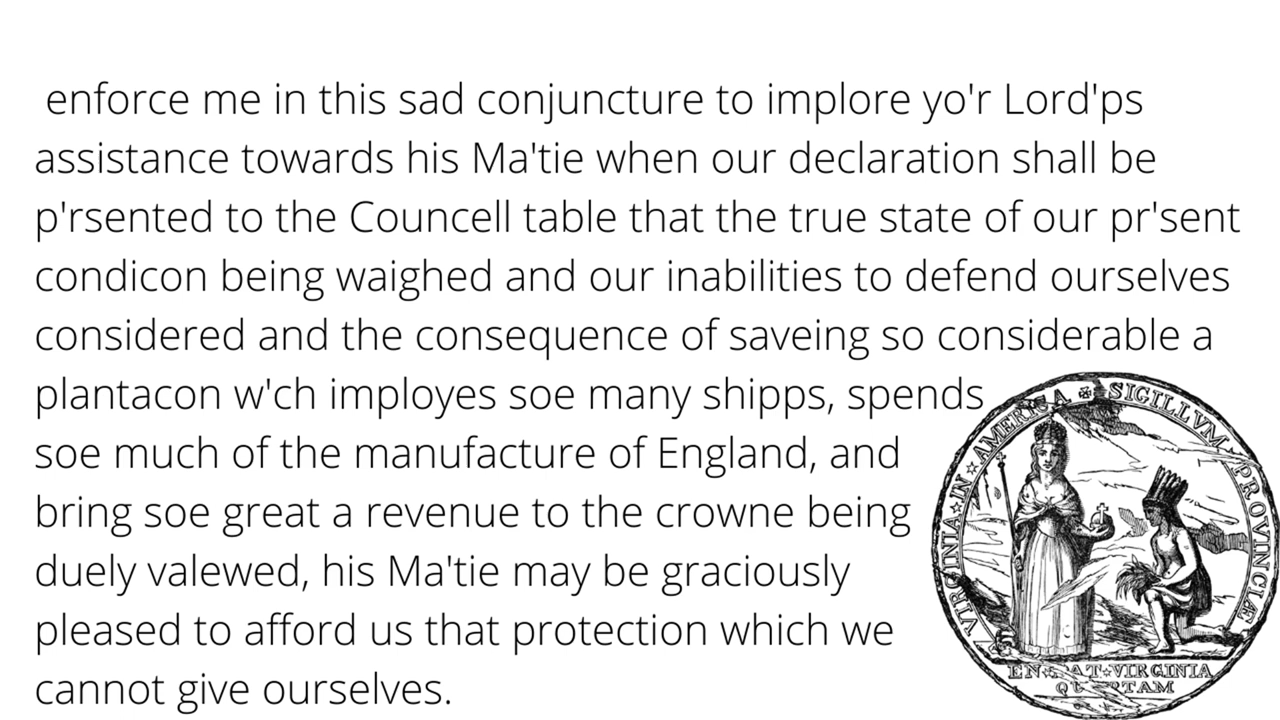 enforce me in this sad conjuncture to implore yo'r Lord'ps
assistance towards his Ma'tie when our declaration shall be
p'rsented to the Councell table that the true state of our pr'sent
condicon being waighed and our inabilities to defend ourselves
considered and the consequence of saveing so considerable a
plantacon w'ch imployes soe many shipps, spends
soe much of the manufacture of England, and
bring soe great a revenue to the crowne being
duely valewed, his Ma'tie may be graciously
pleased to afford us that protection which we
cannot give ourselves.
SIGILLVM PROVINCIÆ VIRGINIA IN AMERICA
VIRGINIA